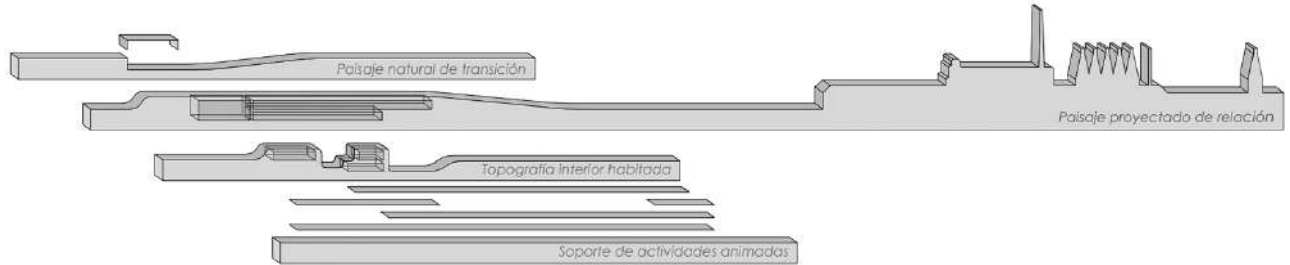 Paisaje natural de transición
Paisaje proyectado de relación
Topografía interior habitada
Soporte de actividades animadas